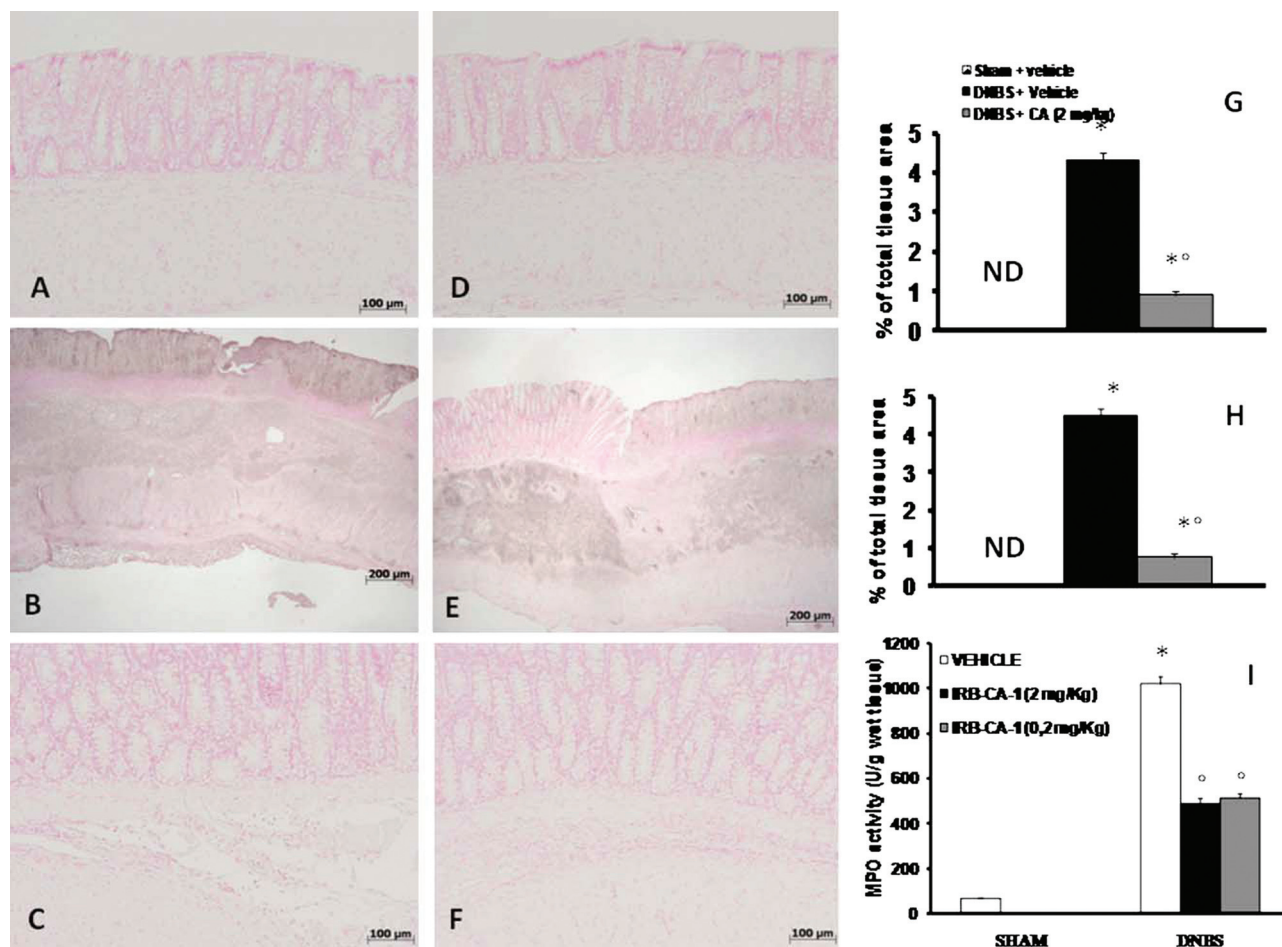 A
100 µm
D
100 µm
B
200 µm
E
200 µm
C
100 µm
F
100 µm
Sham + vehicle
DNBS + Vehicle
DNBS + CA (2 mg/kg)
G
% of total tissue area
5
4
3
2
1
0
*
ND
* °
H
% of total tissue area
5
4
3
2
1
0
*
ND
* °
I
MPO activity (U/g wet tissue)
1200
1000
800
600
400
200
0
VEHICLE
IRB-CA-1 (2 mg/Kg)
IRB-CA-1 (0,2 mg/Kg)
*
°
°
SHAM
DNBS